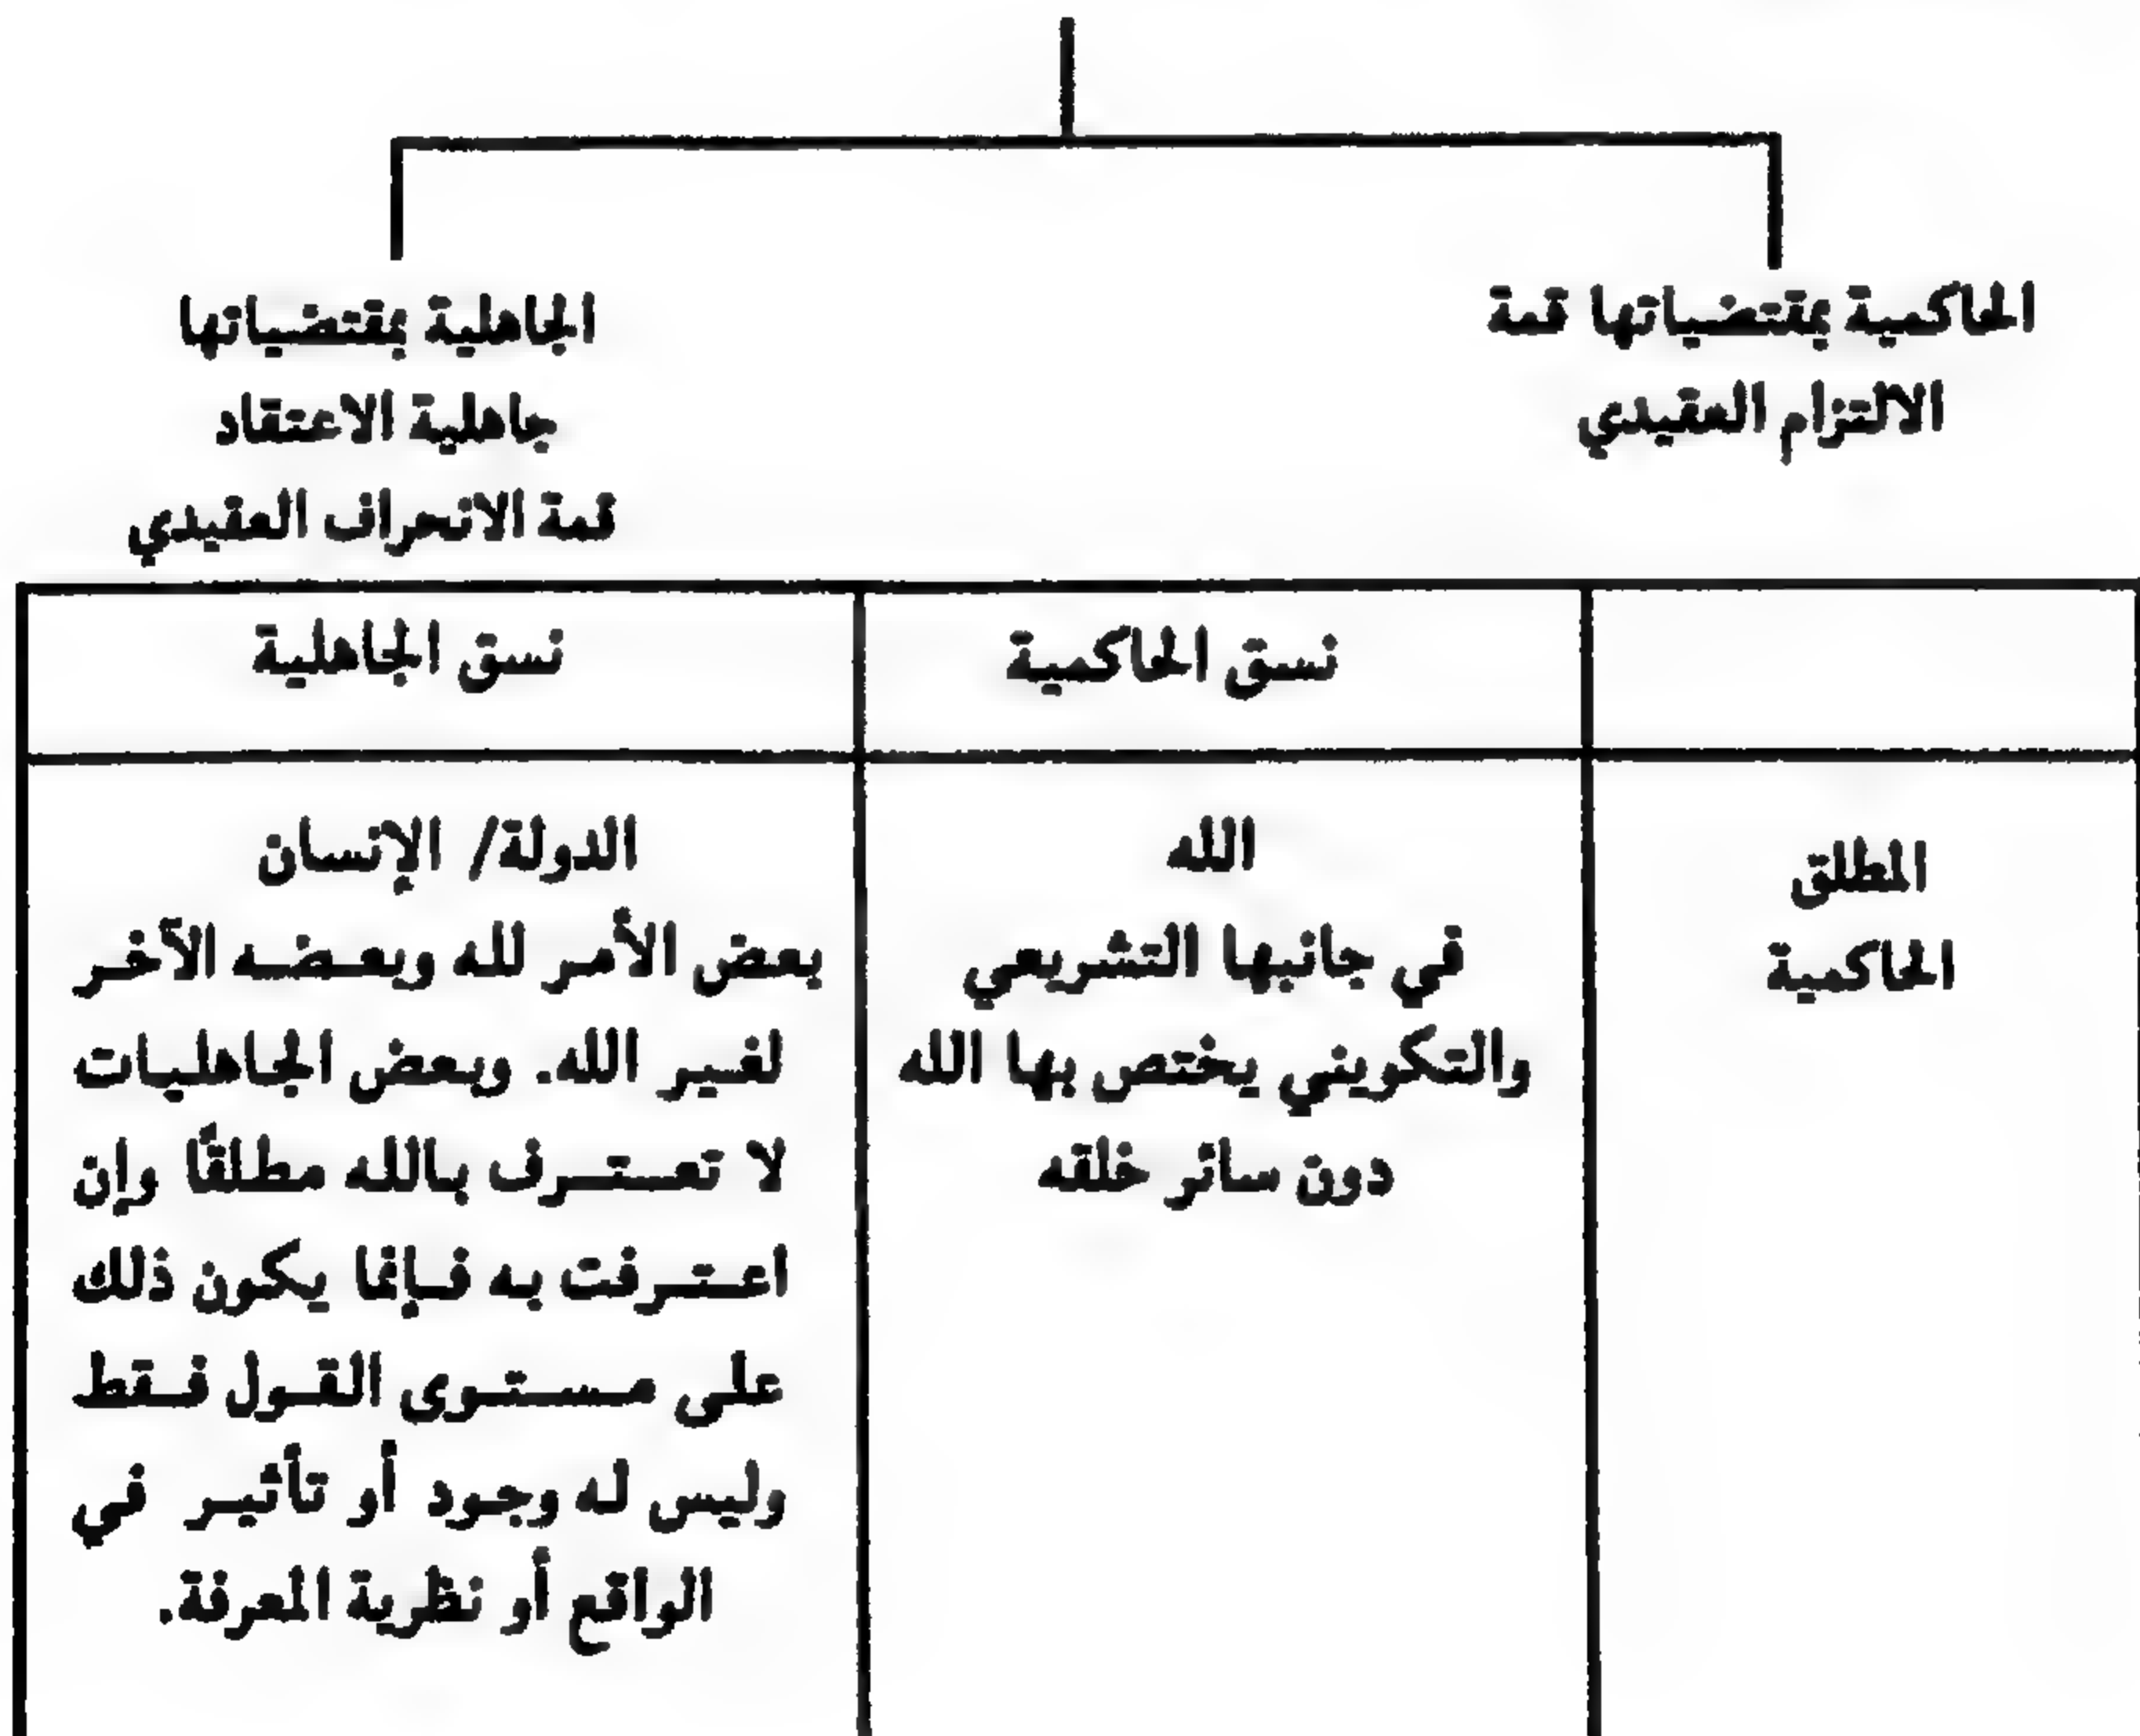 الحاكمية بمقتضياتها قمة
الالتزام العقيدي
الجاهلية بمقتضياتها
جاهلية الاعتقاد
قمة الانحراف العقيدي
نسق الحاكمية
نسق الجاهلية
المطلق
الحاكمية
الله
في جانبها التشريعي
والتكويني يختص بها الله
دون سائر خلقه
الدولة/ الإنسان
بعض الأمر لله وبعضه الآخر
لغير الله. وبعض الجاهليات
لا تعترف بالله مطلقًا وإن
اعترفت به فإنما يكون ذلك
على مستوى القول فقط
وليس له وجود أو تأثير في
الواقع أو نظرية المعرفة.